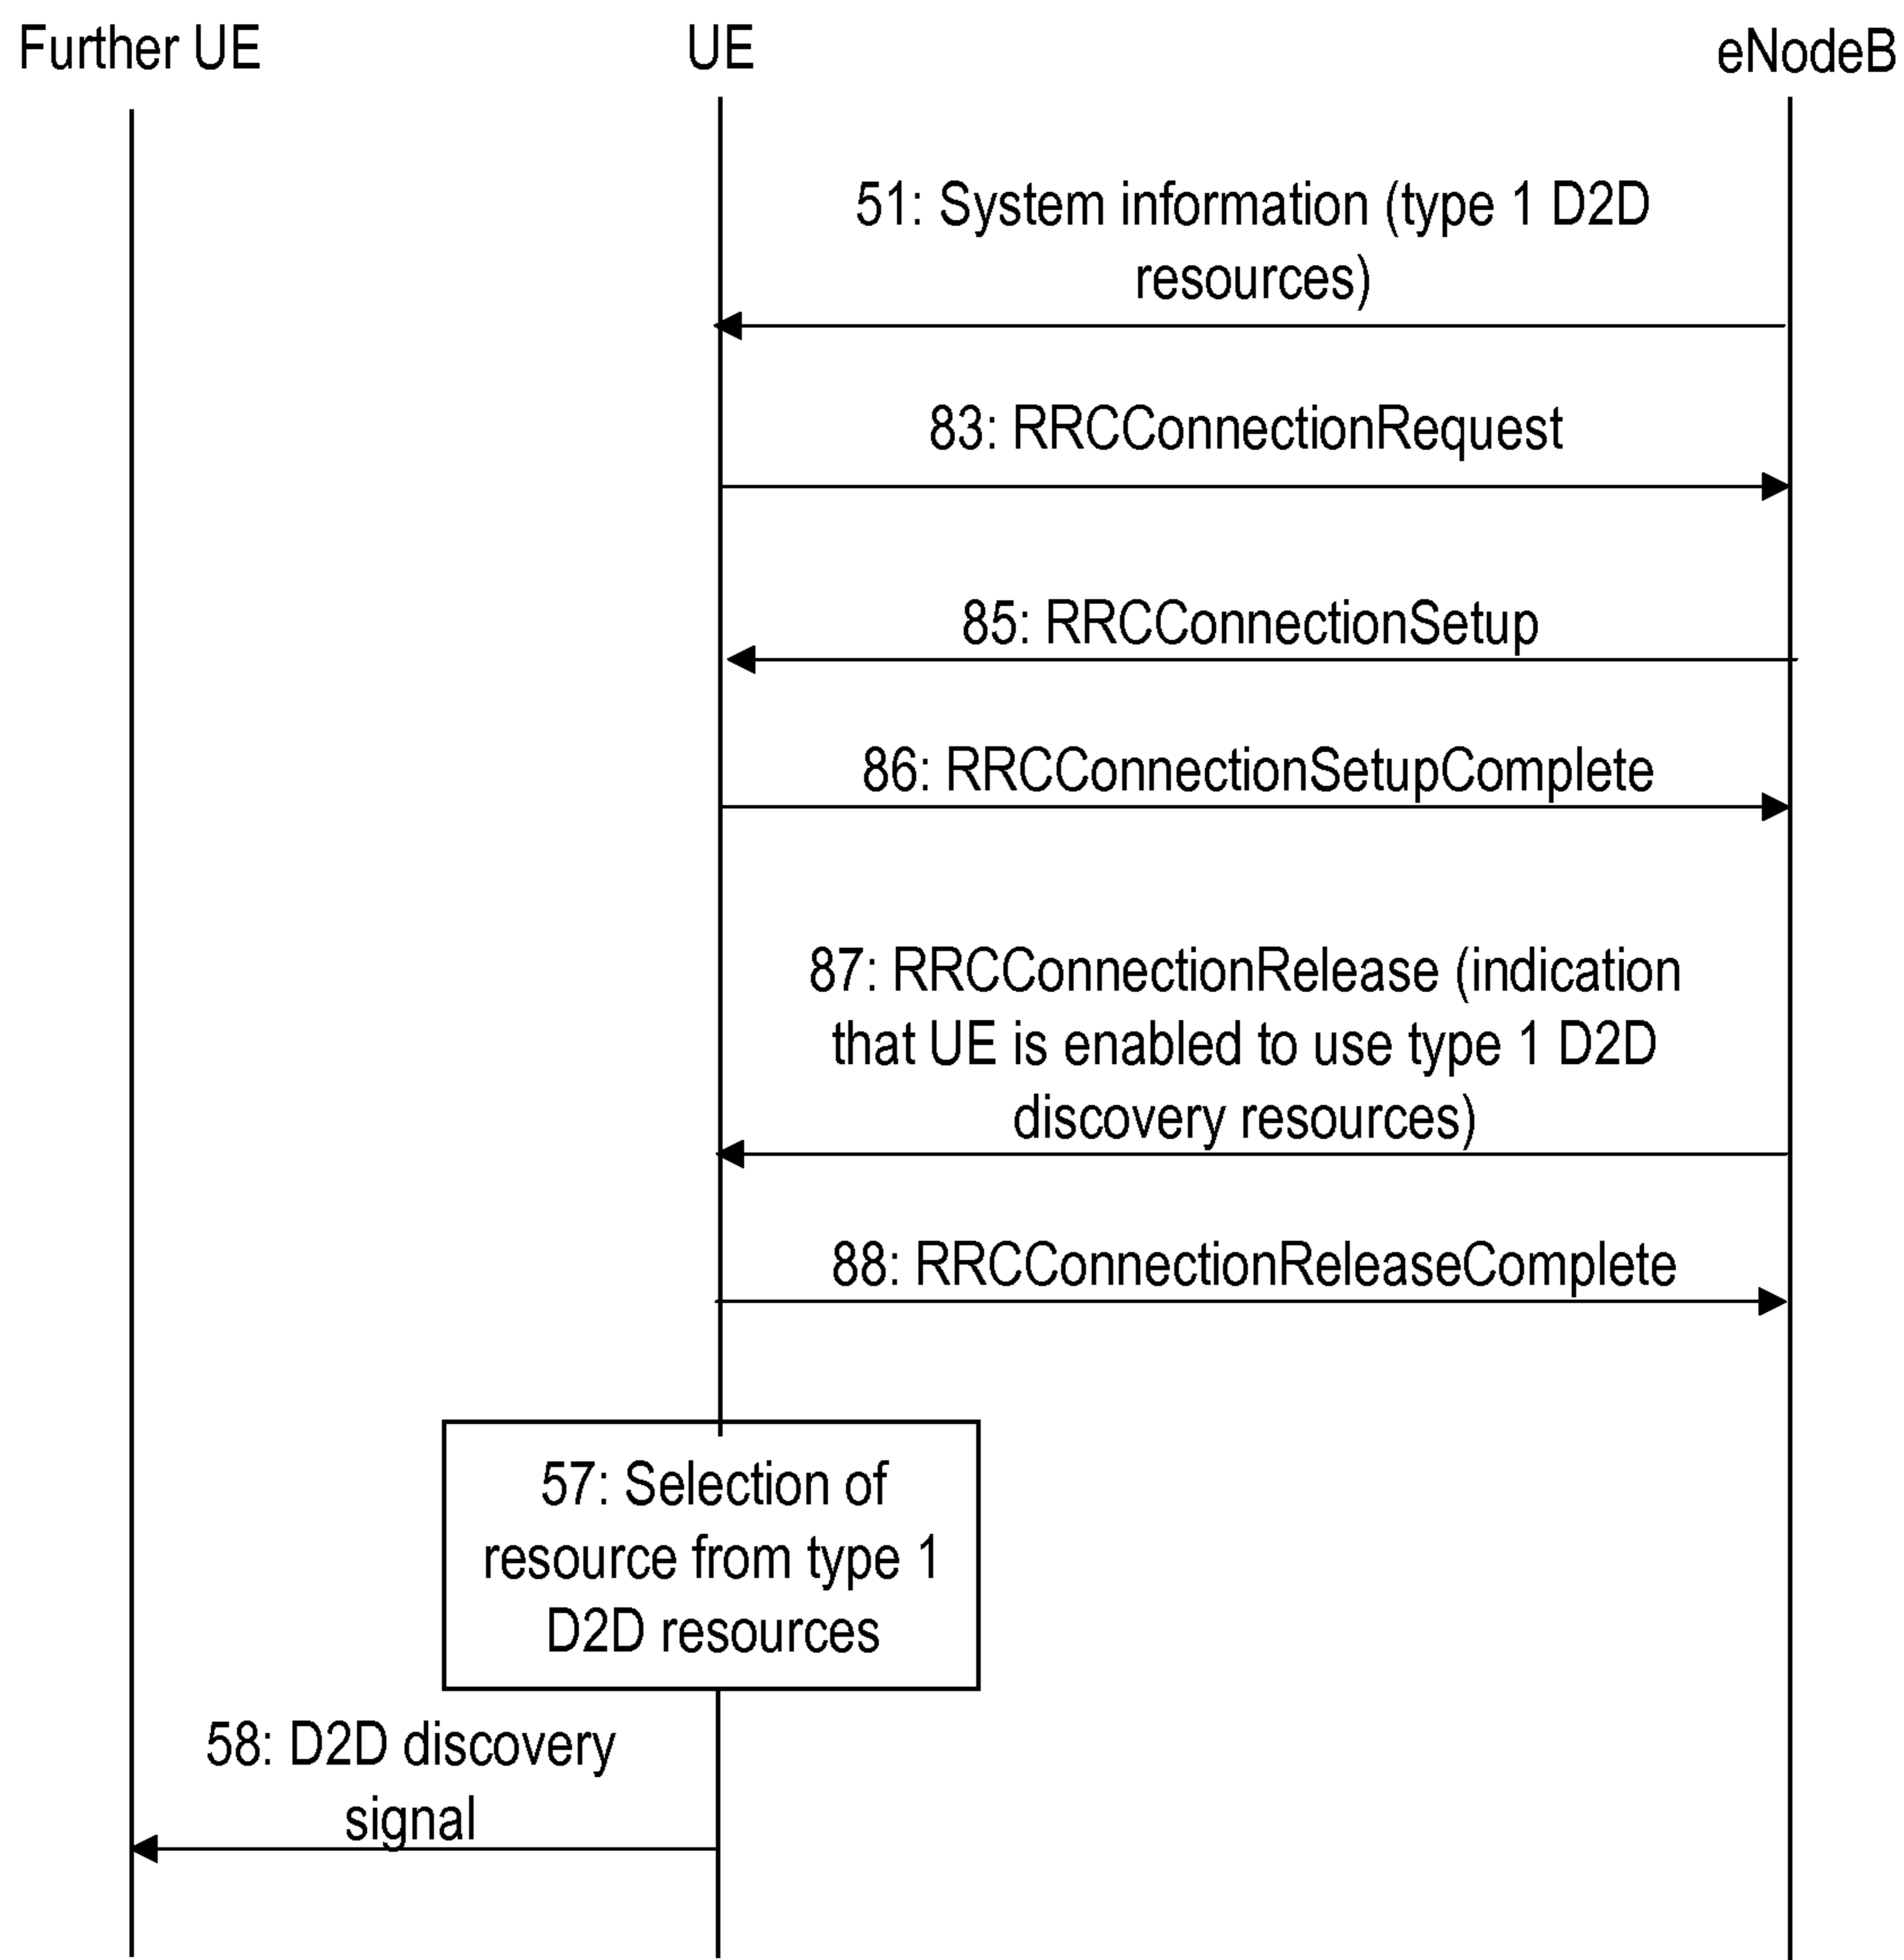 Further UE
UE
eNodeB
51: System information (type 1 D2D
resources)
83: RRCConnectionRequest
85: RRCConnectionSetup
86: RRCConnectionSetupComplete
87: RRCConnectionRelease (indication
that UE is enabled to use type 1 D2D
discovery resources)
88: RRCConnectionReleaseComplete
57: Selection of
resource from type 1
D2D resources
58: D2D discovery
signal